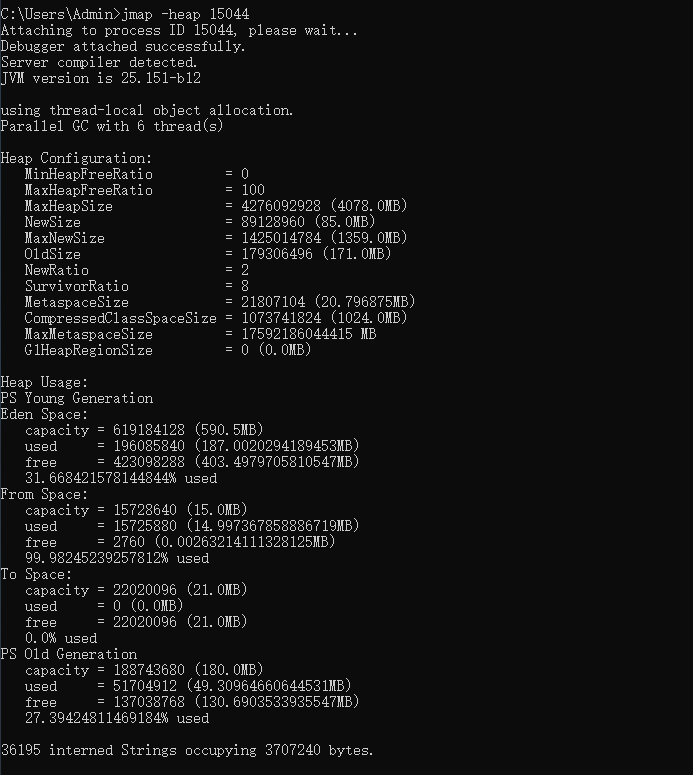 C:\Users\Admin>jmap -heap 15044
Attaching to process ID 15044, please wait...
Debugger attached successfully.
Server compiler detected.
JVM version is 25.151-b12
using thread-local object allocation.
Parallel GC with 6 thread(s)
Heap Configuration:
MinHeapFreeRatio = 0
MaxHeapFreeRatio = 100
MaxHeapSize = 4276092928 (4078.0MB)
NewSize = 89128960 (85.0MB)
MaxNewSize = 1425014784 (1359.0MB)
OldSize = 179306496 (171.0MB)
NewRatio = 2
SurvivorRatio = 8
MetaspaceSize = 21807104 (20.796875MB)
CompressedClassSpaceSize = 1073741824 (1024.0MB)
MaxMetaspaceSize = 17592186044415 MB
G1HeapRegionSize = 0 (0.0MB)
Heap Usage:
PS Young Generation
Eden Space:
capacity = 619184128 (590.5MB)
used = 196085840 (187.0020294189453MB)
free = 423098288 (403.4979705810547MB)
31.668421578144844% used
From Space:
capacity = 15728640 (15.0MB)
used = 15725880 (14.997367858886719MB)
free = 2760 (0.00263214111328125MB)
99.98245239257812% used
To Space:
capacity = 22020096 (21.0MB)
used = 0 (0.0MB)
free = 22020096 (21.0MB)
0.0% used
PS Old Generation
capacity = 188743680 (180.0MB)
used = 51704912 (49.30964660644531MB)
free = 137038768 (130.6903533935547MB)
27.39424811469184% used
36195 interned Strings occupying 3707240 bytes.